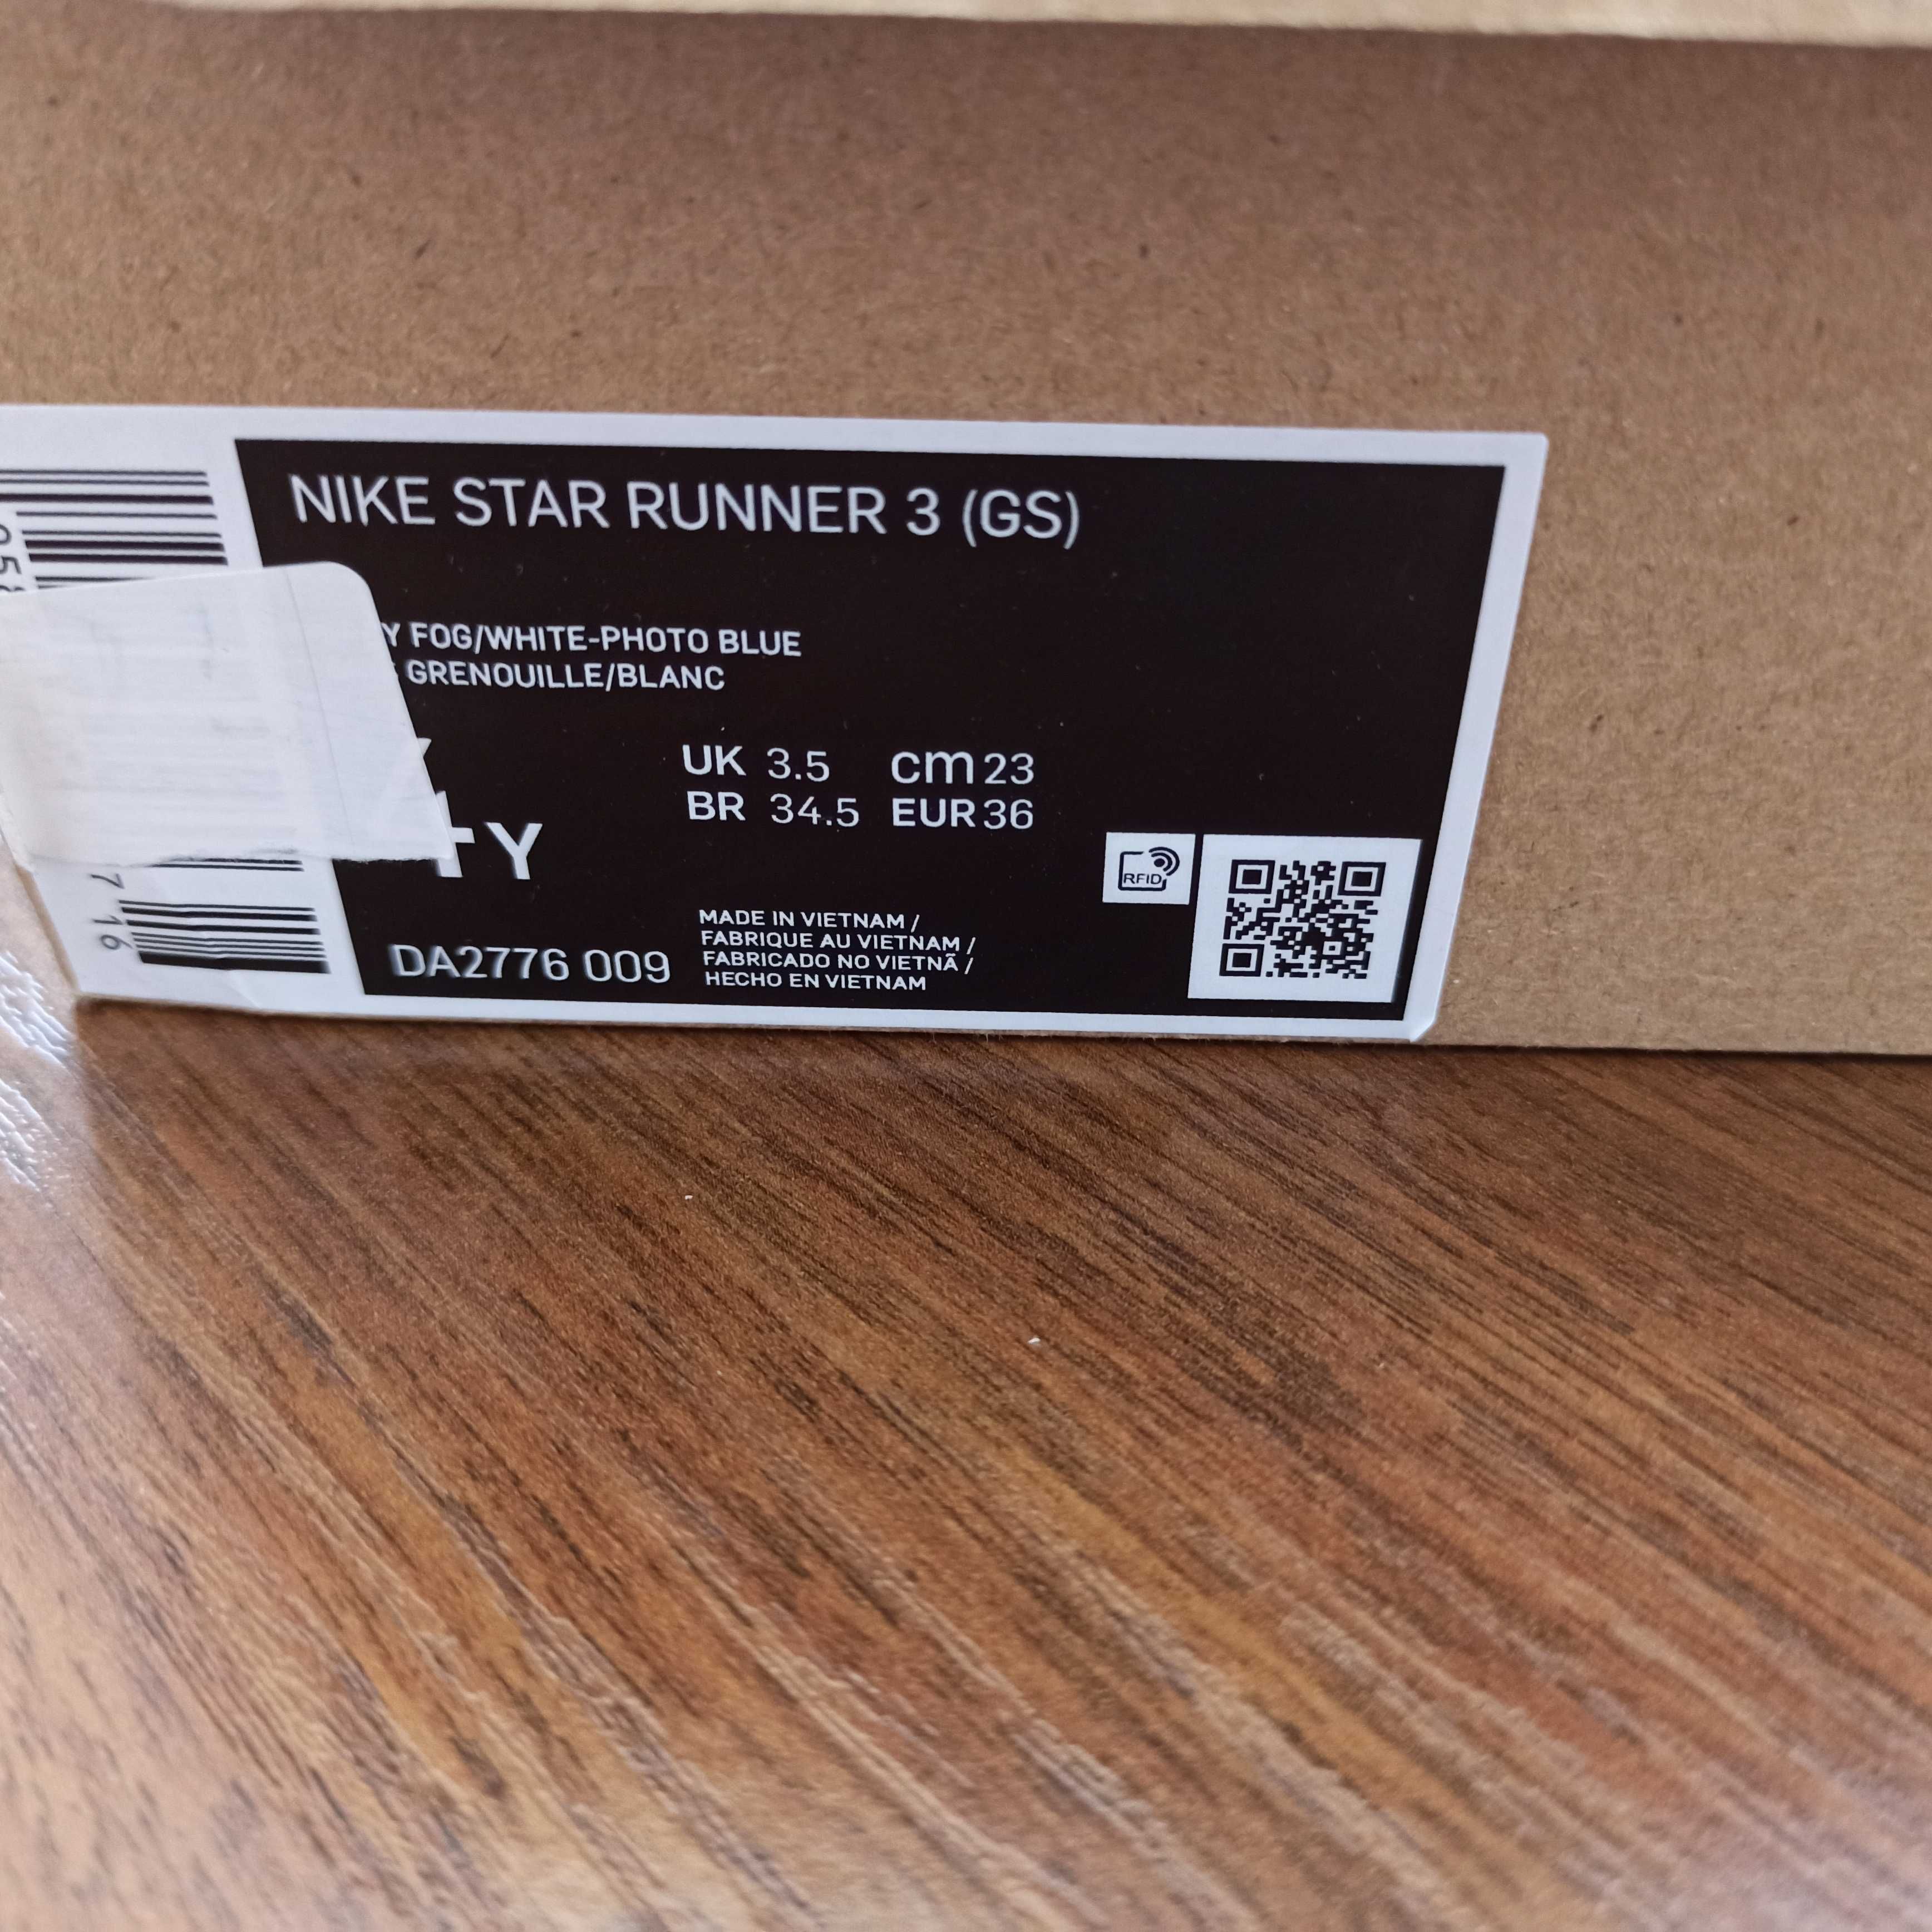 NIKE STAR RUNNER 3 (GS)
FOG/WHITE-PHOTO BLUE
GRENOUILLE/BLANC
UK 3.5 cm 23
BR 34.5 EUR 36
4Y
RFID
DA2776 009
MADE IN VIETNAM /
FABRIQUE AU VIETNAM /
FABRICADO NO VIETNÃ /
HECHO EN VIETNAM
7 16